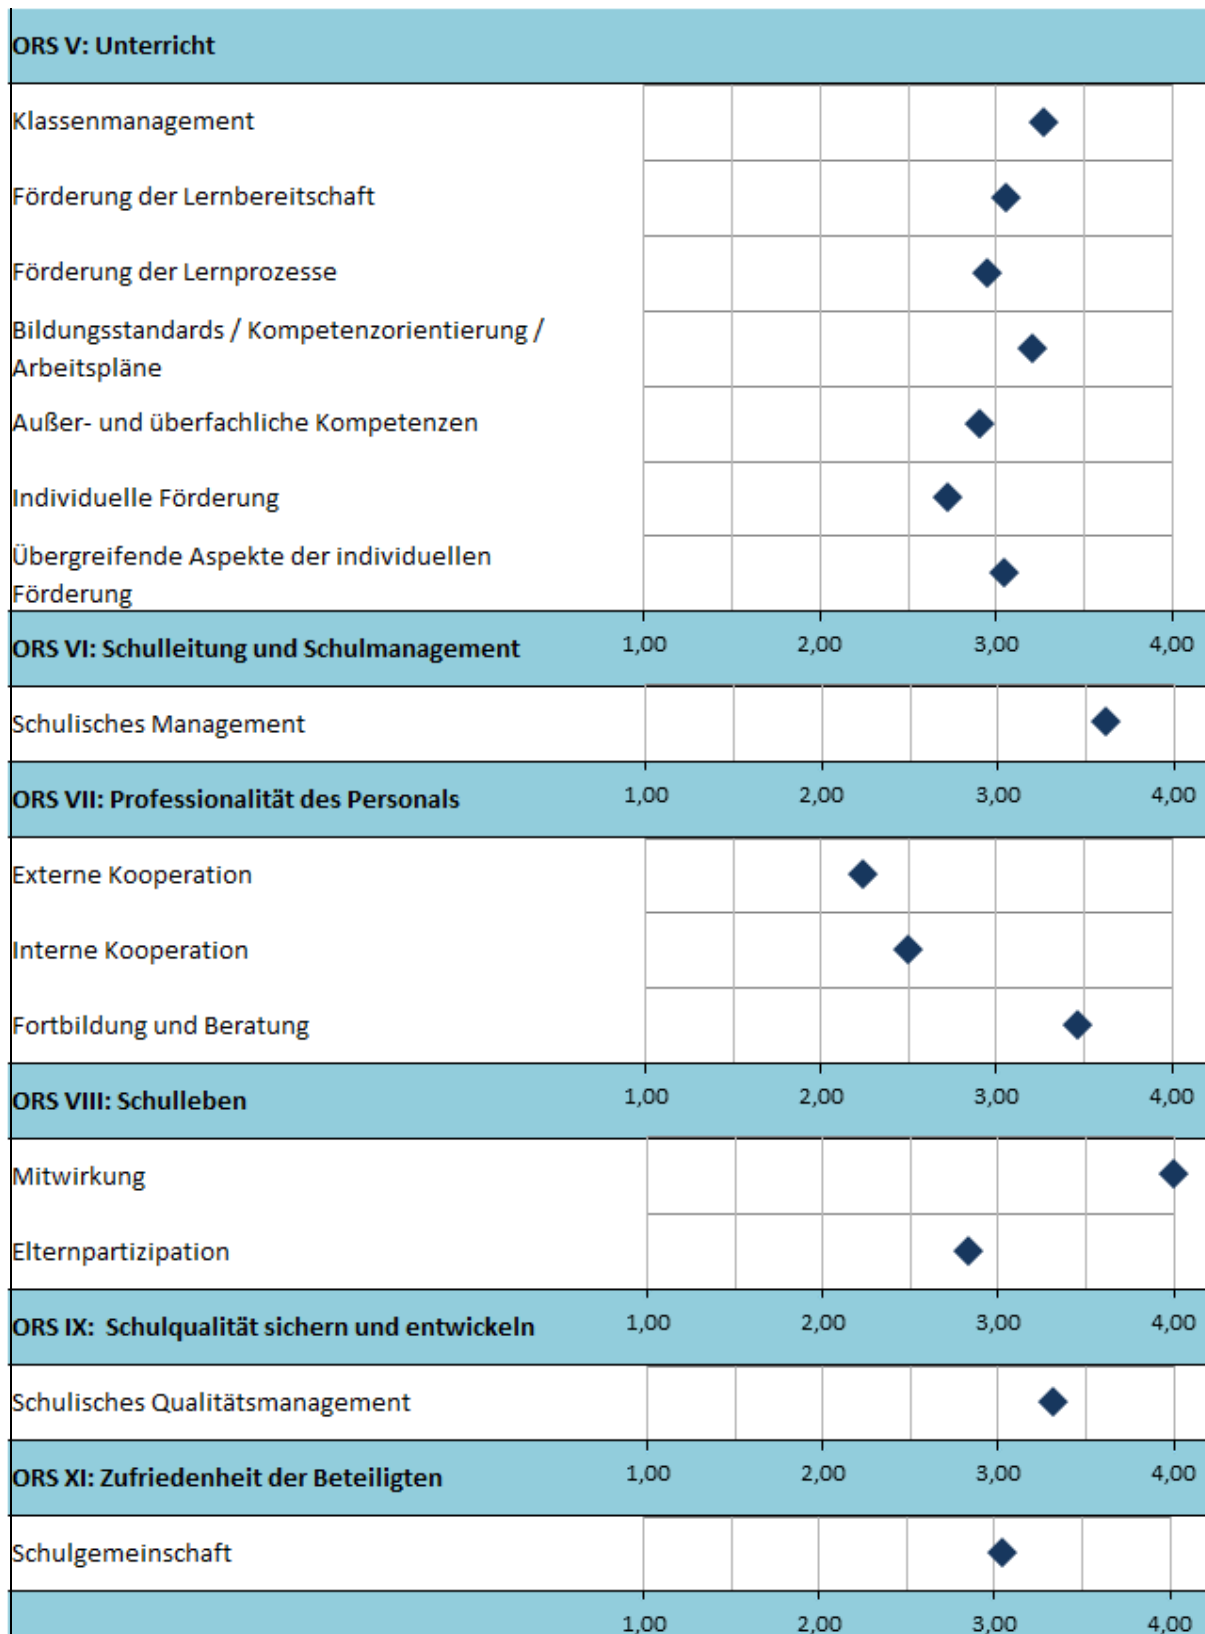 ORS V: Unterricht
Klassenmanagement
Förderung der Lernbereitschaft
Förderung der Lernprozesse
Bildungsstandards / Kompetenzorientierung /
Arbeitspläne
Außer- und überfachliche Kompetenzen
Individuelle Förderung
Übergreifende Aspekte der individuellen
Förderung
ORS VI: Schulleitung und Schulmanagement 1,00 2,00 3,00 4,00
Schulisches Management
ORS VII: Professionalität des Personals 1,00 2,00 3,00 4,00
Externe Kooperation
Interne Kooperation
Fortbildung und Beratung
ORS VIII: Schulleben 1,00 2,00 3,00 4,00
Mitwirkung
Elternpartizipation
ORS IX:  Schulqualität sichern und entwickeln 1,00 2,00 3,00 4,00
Schulisches Qualitätsmanagement
ORS XI: Zufriedenheit der Beteiligten 1,00 2,00 3,00 4,00
Schulgemeinschaft
1,00 2,00 3,00 4,00